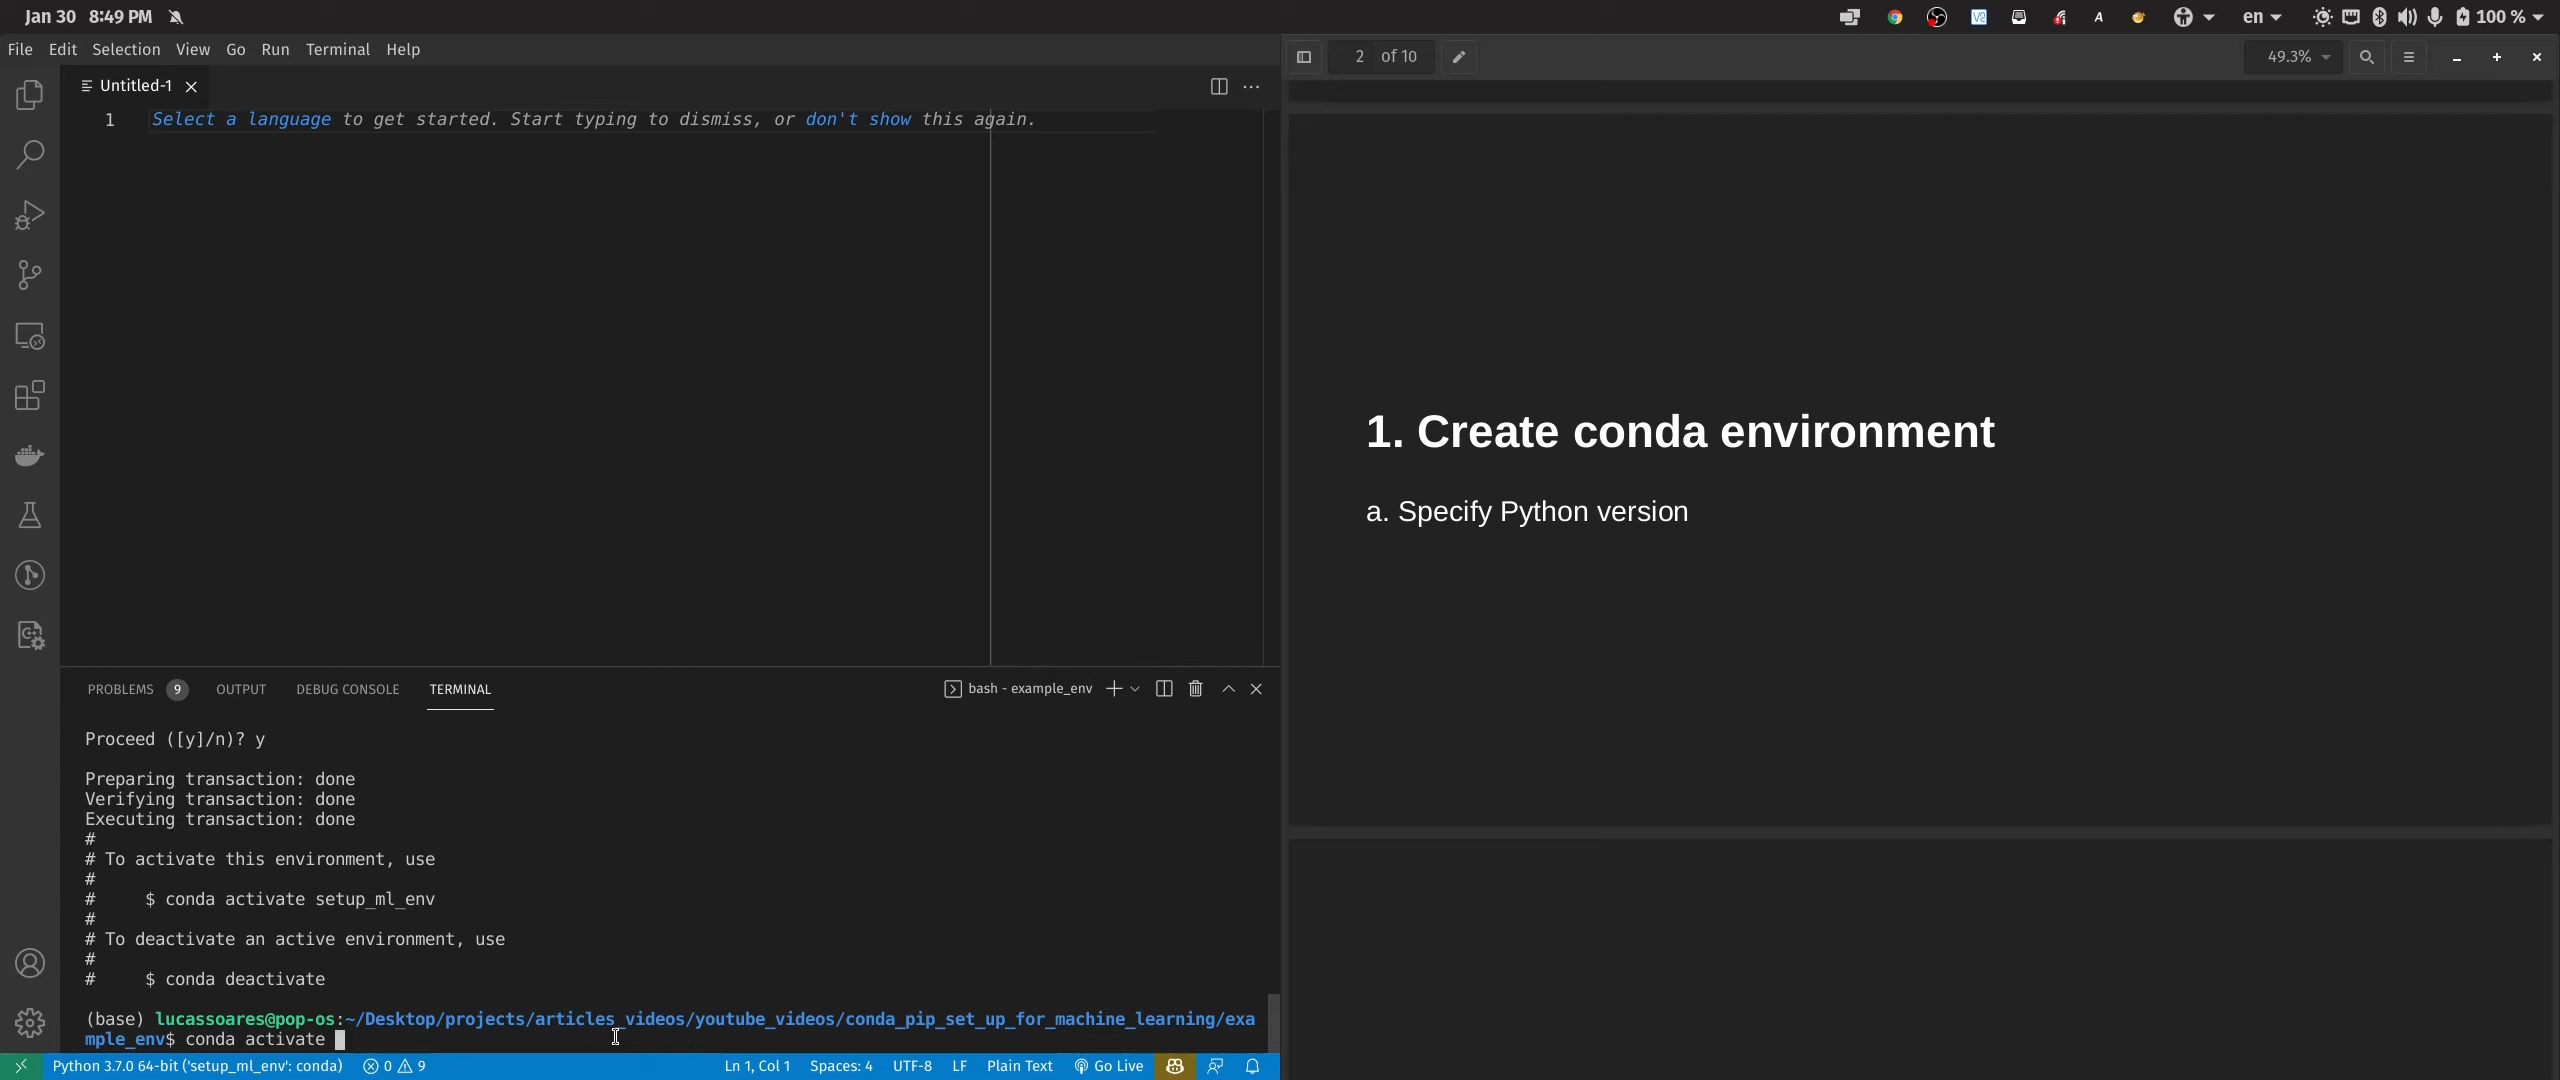 Jan 30 8:49 PM
en
100 %
File Edit Selection View Go Run Terminal Help
2 of 10
49.3%
Untitled-1
1 Select a language to get started. Start typing to dismiss, or don't show this again.
1. Create conda environment
a. Specify Python version
PROBLEMS 9 OUTPUT DEBUG CONSOLE TERMINAL
bash - example_env
Proceed ([y]/n)? y
Preparing transaction: done
Verifying transaction: done
Executing transaction: done
#
# To activate this environment, use
#
# $ conda activate setup_ml_env
#
# To deactivate an active environment, use
#
# $ conda deactivate
(base) lucassoares@pop-os:~/Desktop/projects/articles_videos/youtube_videos/conda_pip_set_up_for_machine_learning/exa
mple_env$ conda activate
Python 3.7.0 64-bit ('setup_ml_env': conda) 0 9 Ln 1, Col 1 Spaces: 4 UTF-8 LF Plain Text Go Live